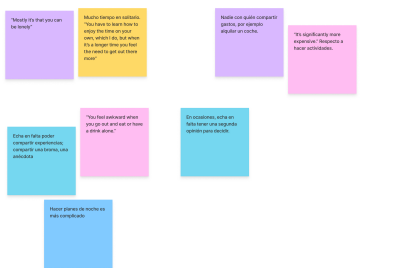 "Mostly it's that you can
be lonely"
Mucho tiempo en solitario.
"You have to learn how to
enjoy the time on your
own, which I do, but when
it's a longer time you feel
the need to get out there
more"
Nadie con quién compartir
gastos, por ejemplo
alquiler un coche.
"It's significantly more
expensive." Respecto a
hacer actividades.
"You feel awkward when
you go out and eat or have
a drink alone."
En ocasiones, echa en
falta tener una segunda
opinión para decidir.
Echa en falta poder
compartir experiencias;
compartir una broma, una
anécdota
Hacer planes de noche es
más complicado